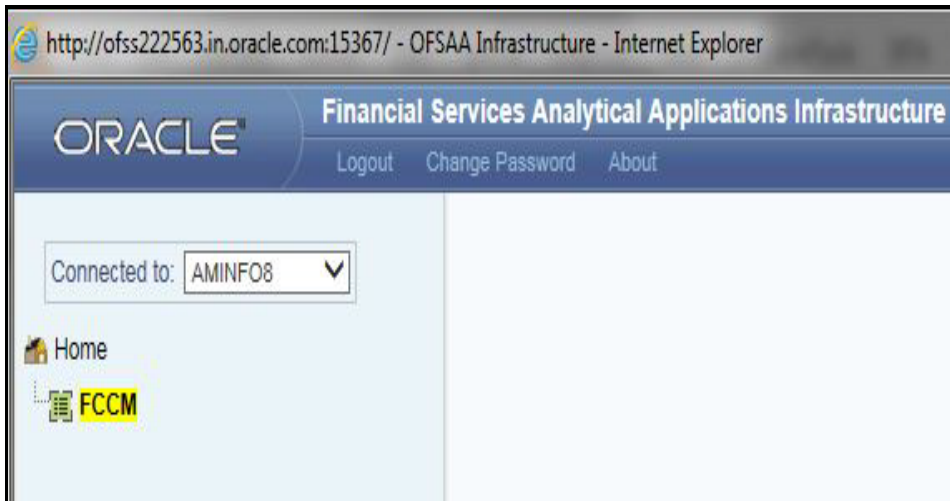 http://ofss222563.in.oracle.com:15367/ - OFSAA Infrastructure - Internet Explorer
ORACLE®
Financial Services Analytical Applications Infrastructure
Logout Change Password About
Connected to: AMINFO8
Home
FCCM